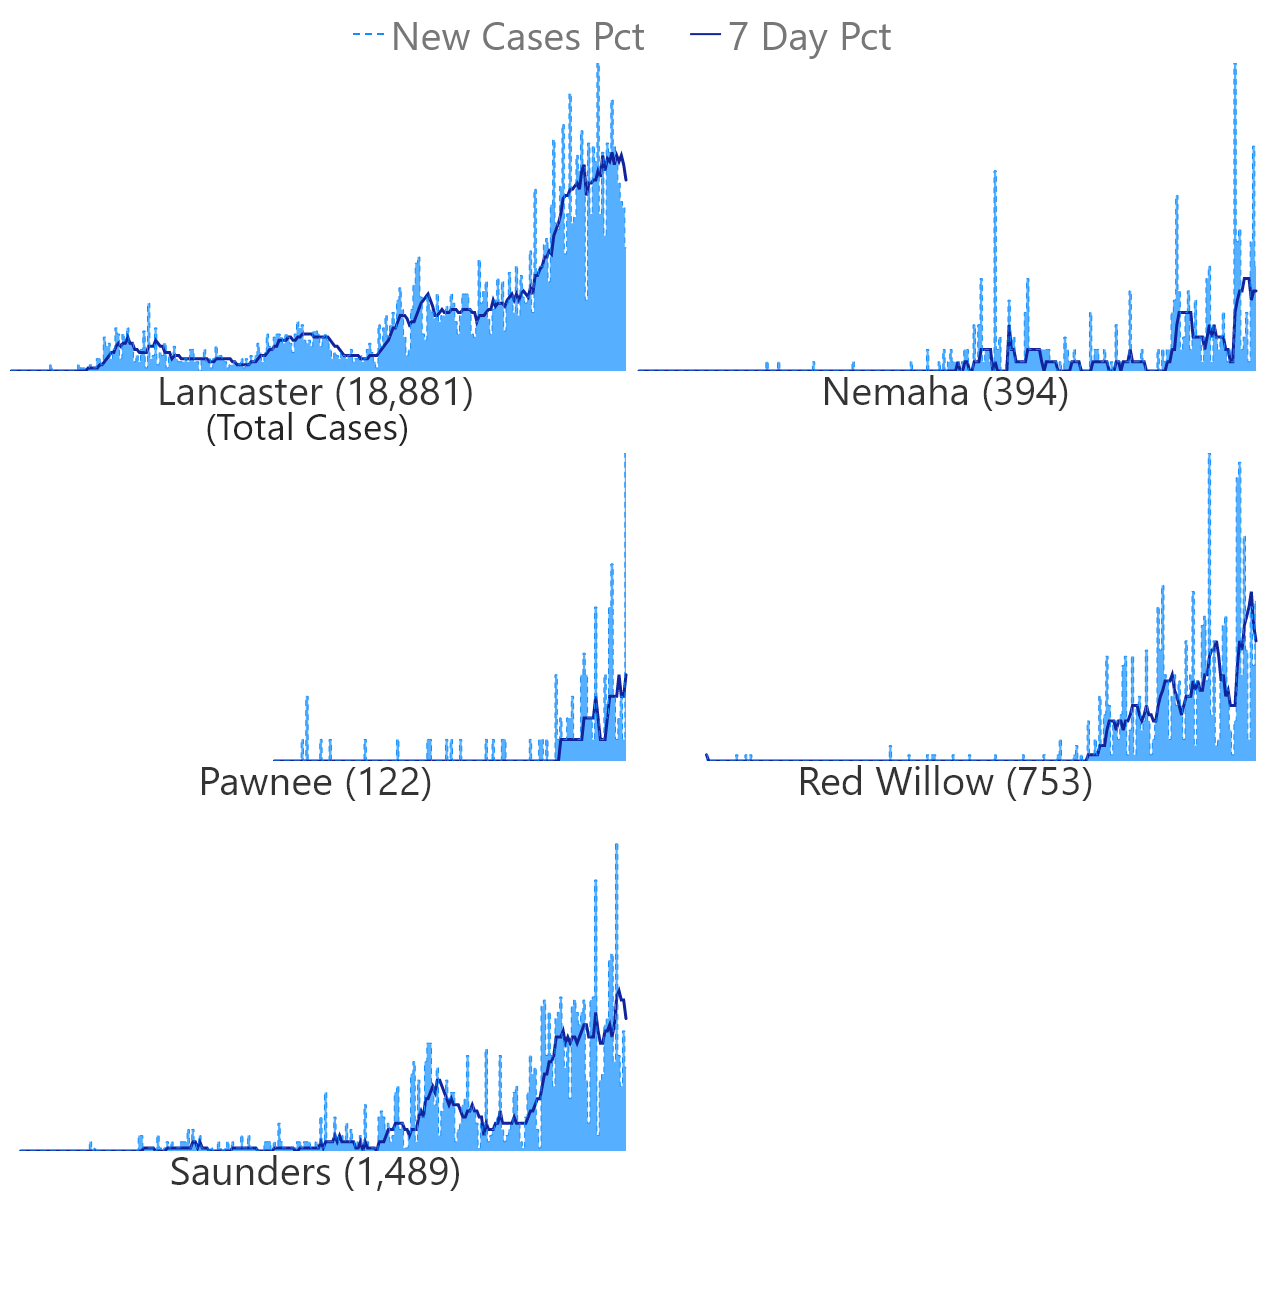 New Cases Pct 7 Day Pct
Lancaster (18,881)
(Total Cases)
Nemaha (394)
Pawnee (122)
Red Willow (753)
Saunders (1,489)